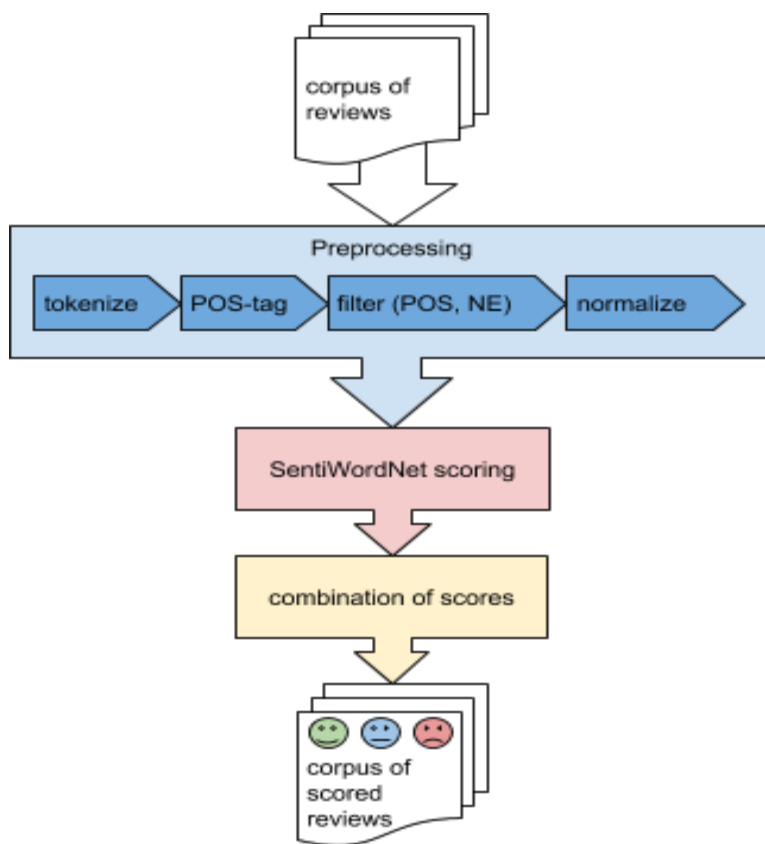 corpus of
reviews
Preprocessing
tokenize
POS-tag
filter (POS, NE)
normalize
SentiWordNet scoring
combination of scores
corpus of
scored
reviews